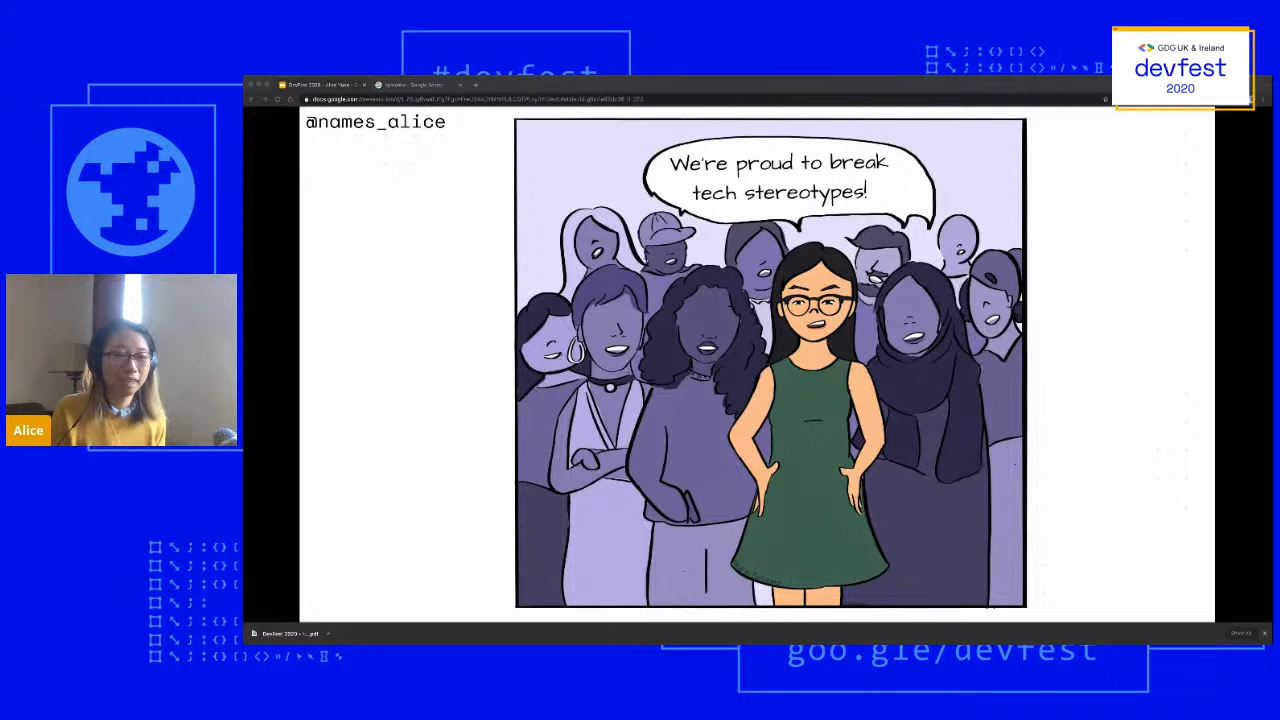 #devfest
GDG UK & Ireland
devfest
2020
@names_alice
We're proud to break
tech stereotypes!
Alice
goo.gle/devfest